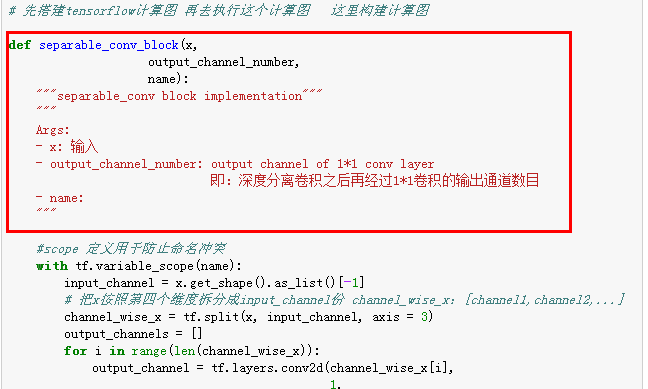 # 先搭建tensorflow计算图 再去执行这个计算图   这里构建计算图
def separable_conv_block(x,
output_channel_number,
name):
"""separable_conv block implementation"""
"""
Args:
- x: 输入
- output_channel_number: output channel of 1*1 conv layer
即：深度分离卷积之后再经过1*1卷积的输出通道数目
- name:
"""
#scope 定义用于防止命名冲突
with tf.variable_scope(name):
input_channel = x.get_shape().as_list()[-1]
# 把x按照第四个维度拆分成input_channel份 channel_wise_x: [channel1,channel2,...]
channel_wise_x = tf.split(x, input_channel, axis = 3)
output_channels = []
for i in range(len(channel_wise_x)):
output_channel = tf.layers.conv2d(channel_wise_x[i],
1,